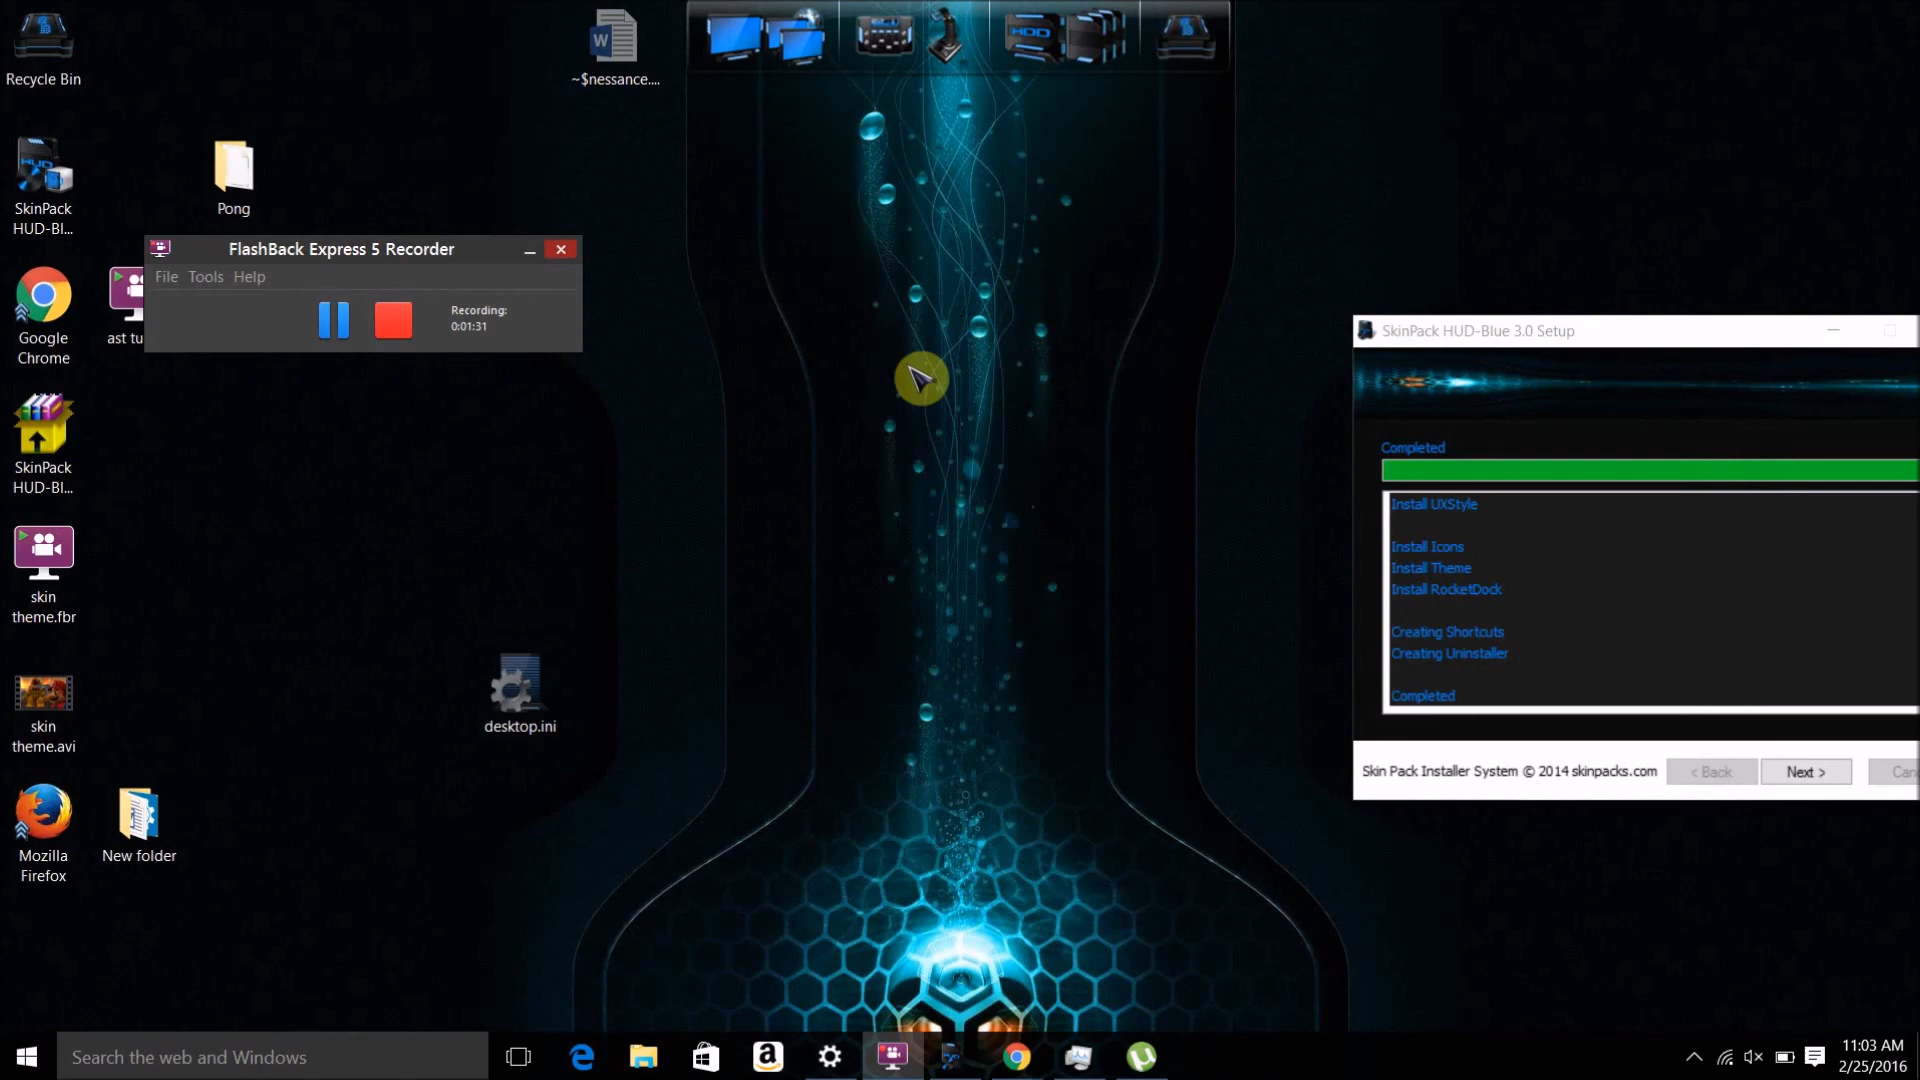 Recycle Bin
~$nessance....
HDD
SkinPack
HUD-Bl...
Pong
FlashBack Express 5 Recorder
File Tools Help
Recording:
0:01:31
Google
Chrome
ast tu
SkinPack
HUD-Bl...
skin
theme.fbr
desktop.ini
skin
theme.avi
Mozilla
Firefox
New folder
SkinPack HUD-Blue 3.0 Setup
Completed
Install UXStyle
Install Icons
Install Theme
Install RocketDock
Creating Shortcuts
Creating Uninstaller
Completed
Skin Pack Installer System © 2014 skinpacks.com
< Back
Next >
Can
Search the web and Windows
11:03 AM
2/25/2016